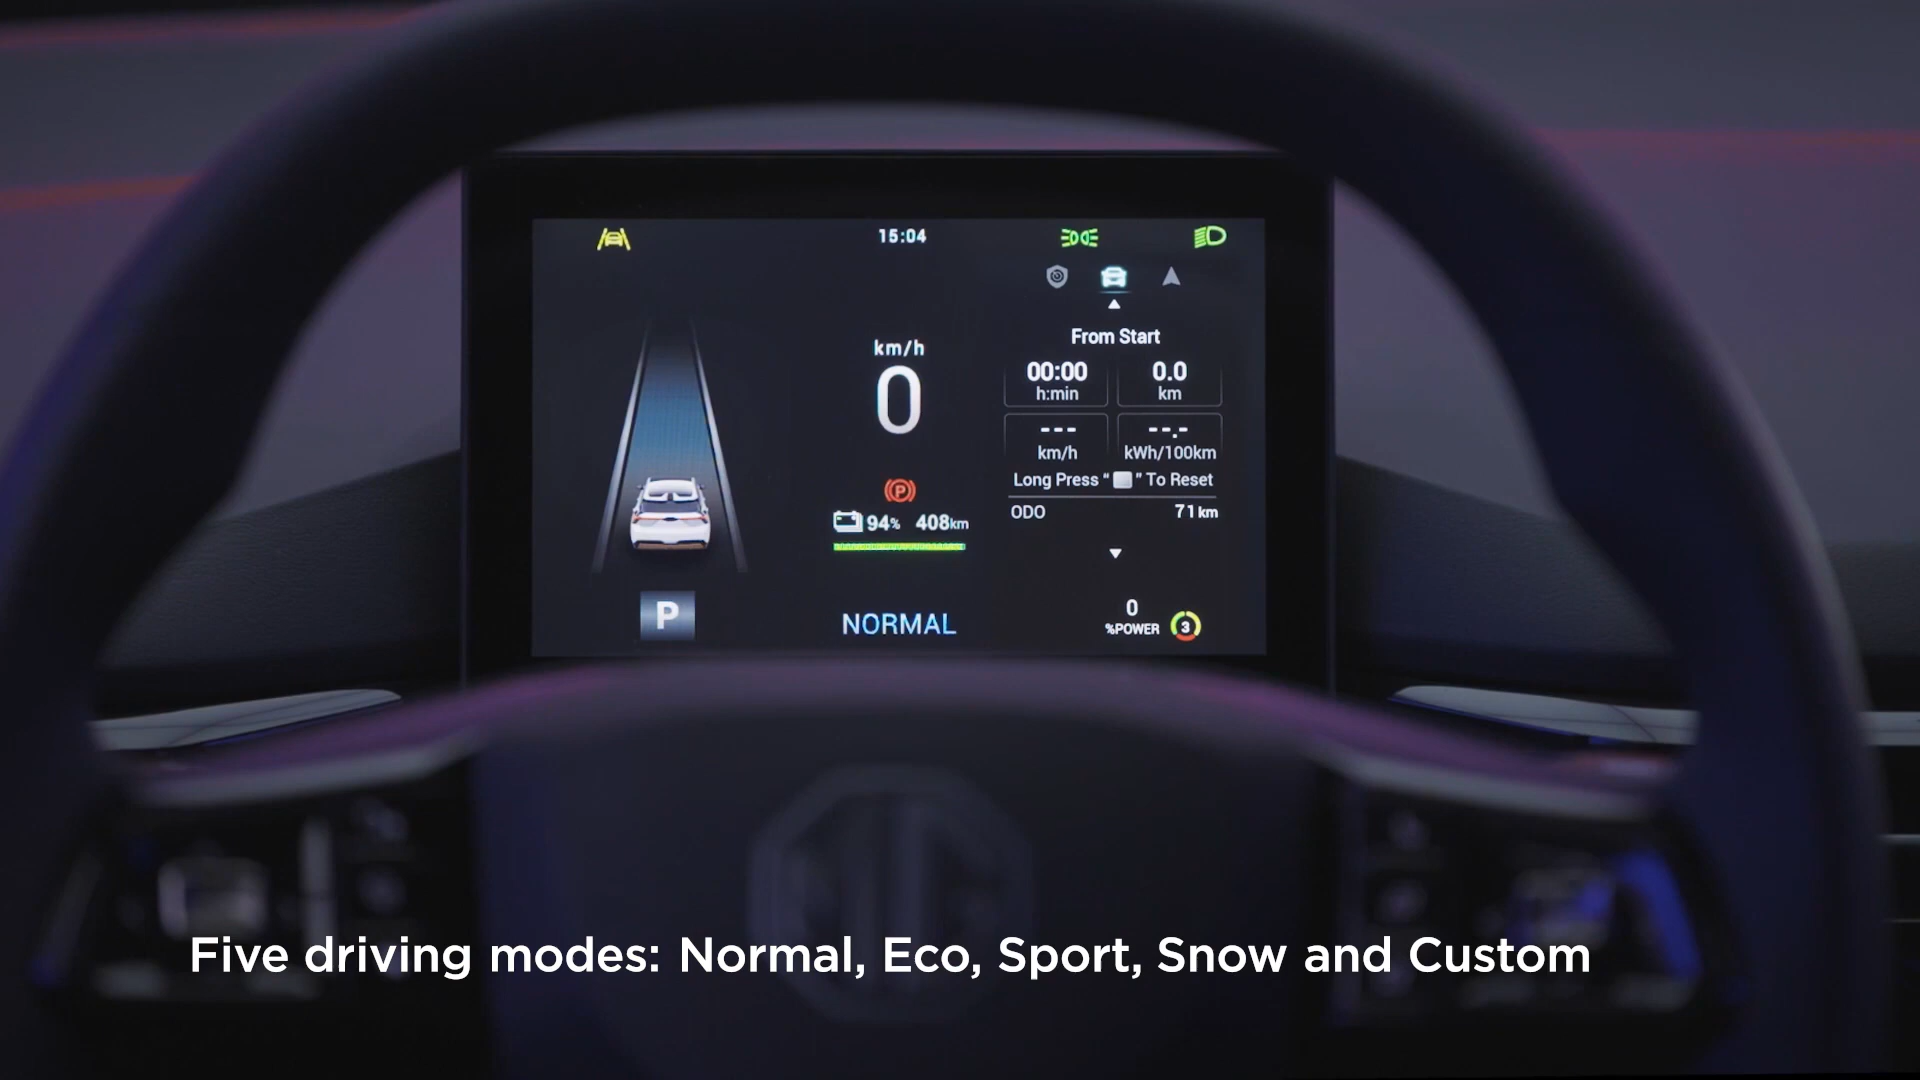 15:04
km/h
0
From Start
00:00
h:min
0.0
km
---
km/h
--.-
kWh/100km
Long Press " " To Reset
ODO 71 km
P
94% 408km
P
NORMAL
0
%POWER
3
MG
Five driving modes: Normal, Eco, Sport, Snow and Custom